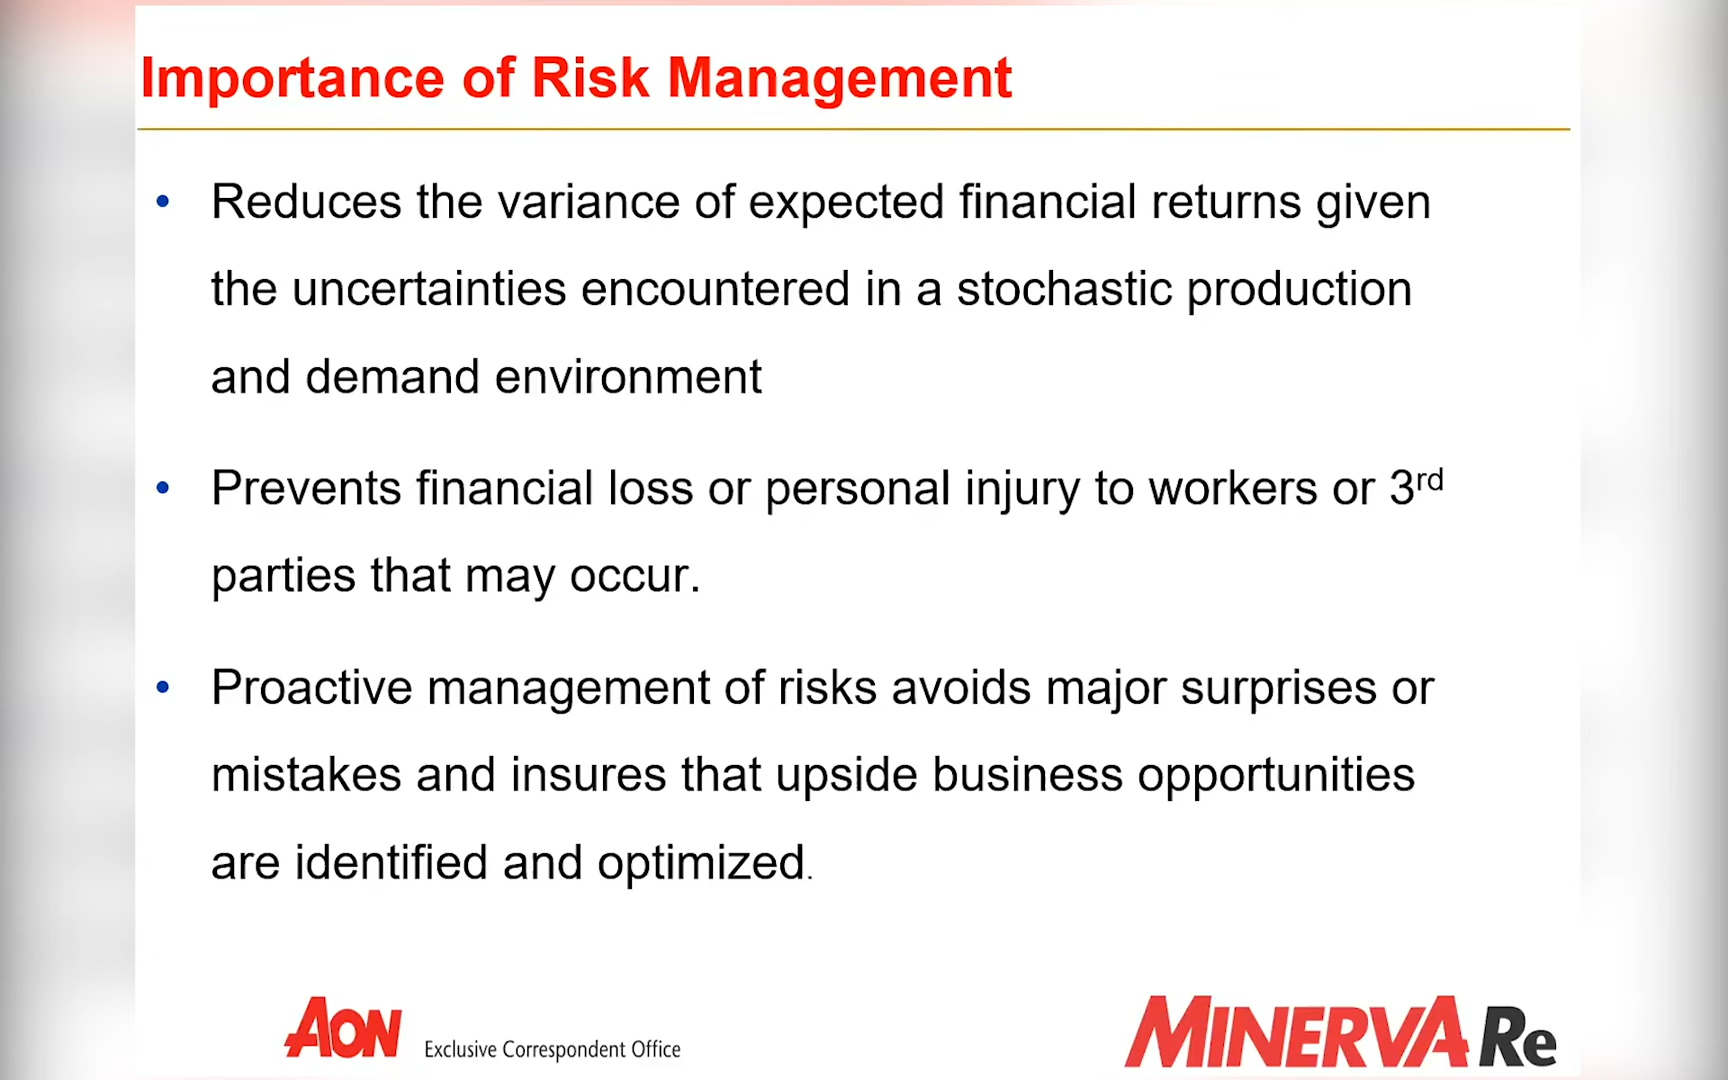 Importance of Risk Management
• Reduces the variance of expected financial returns given
the uncertainties encountered in a stochastic production
and demand environment
• Prevents financial loss or personal injury to workers or 3rd
parties that may occur.
• Proactive management of risks avoids major surprises or
mistakes and insures that upside business opportunities
are identified and optimized.
AON Exclusive Correspondent Office
MINERVA Re